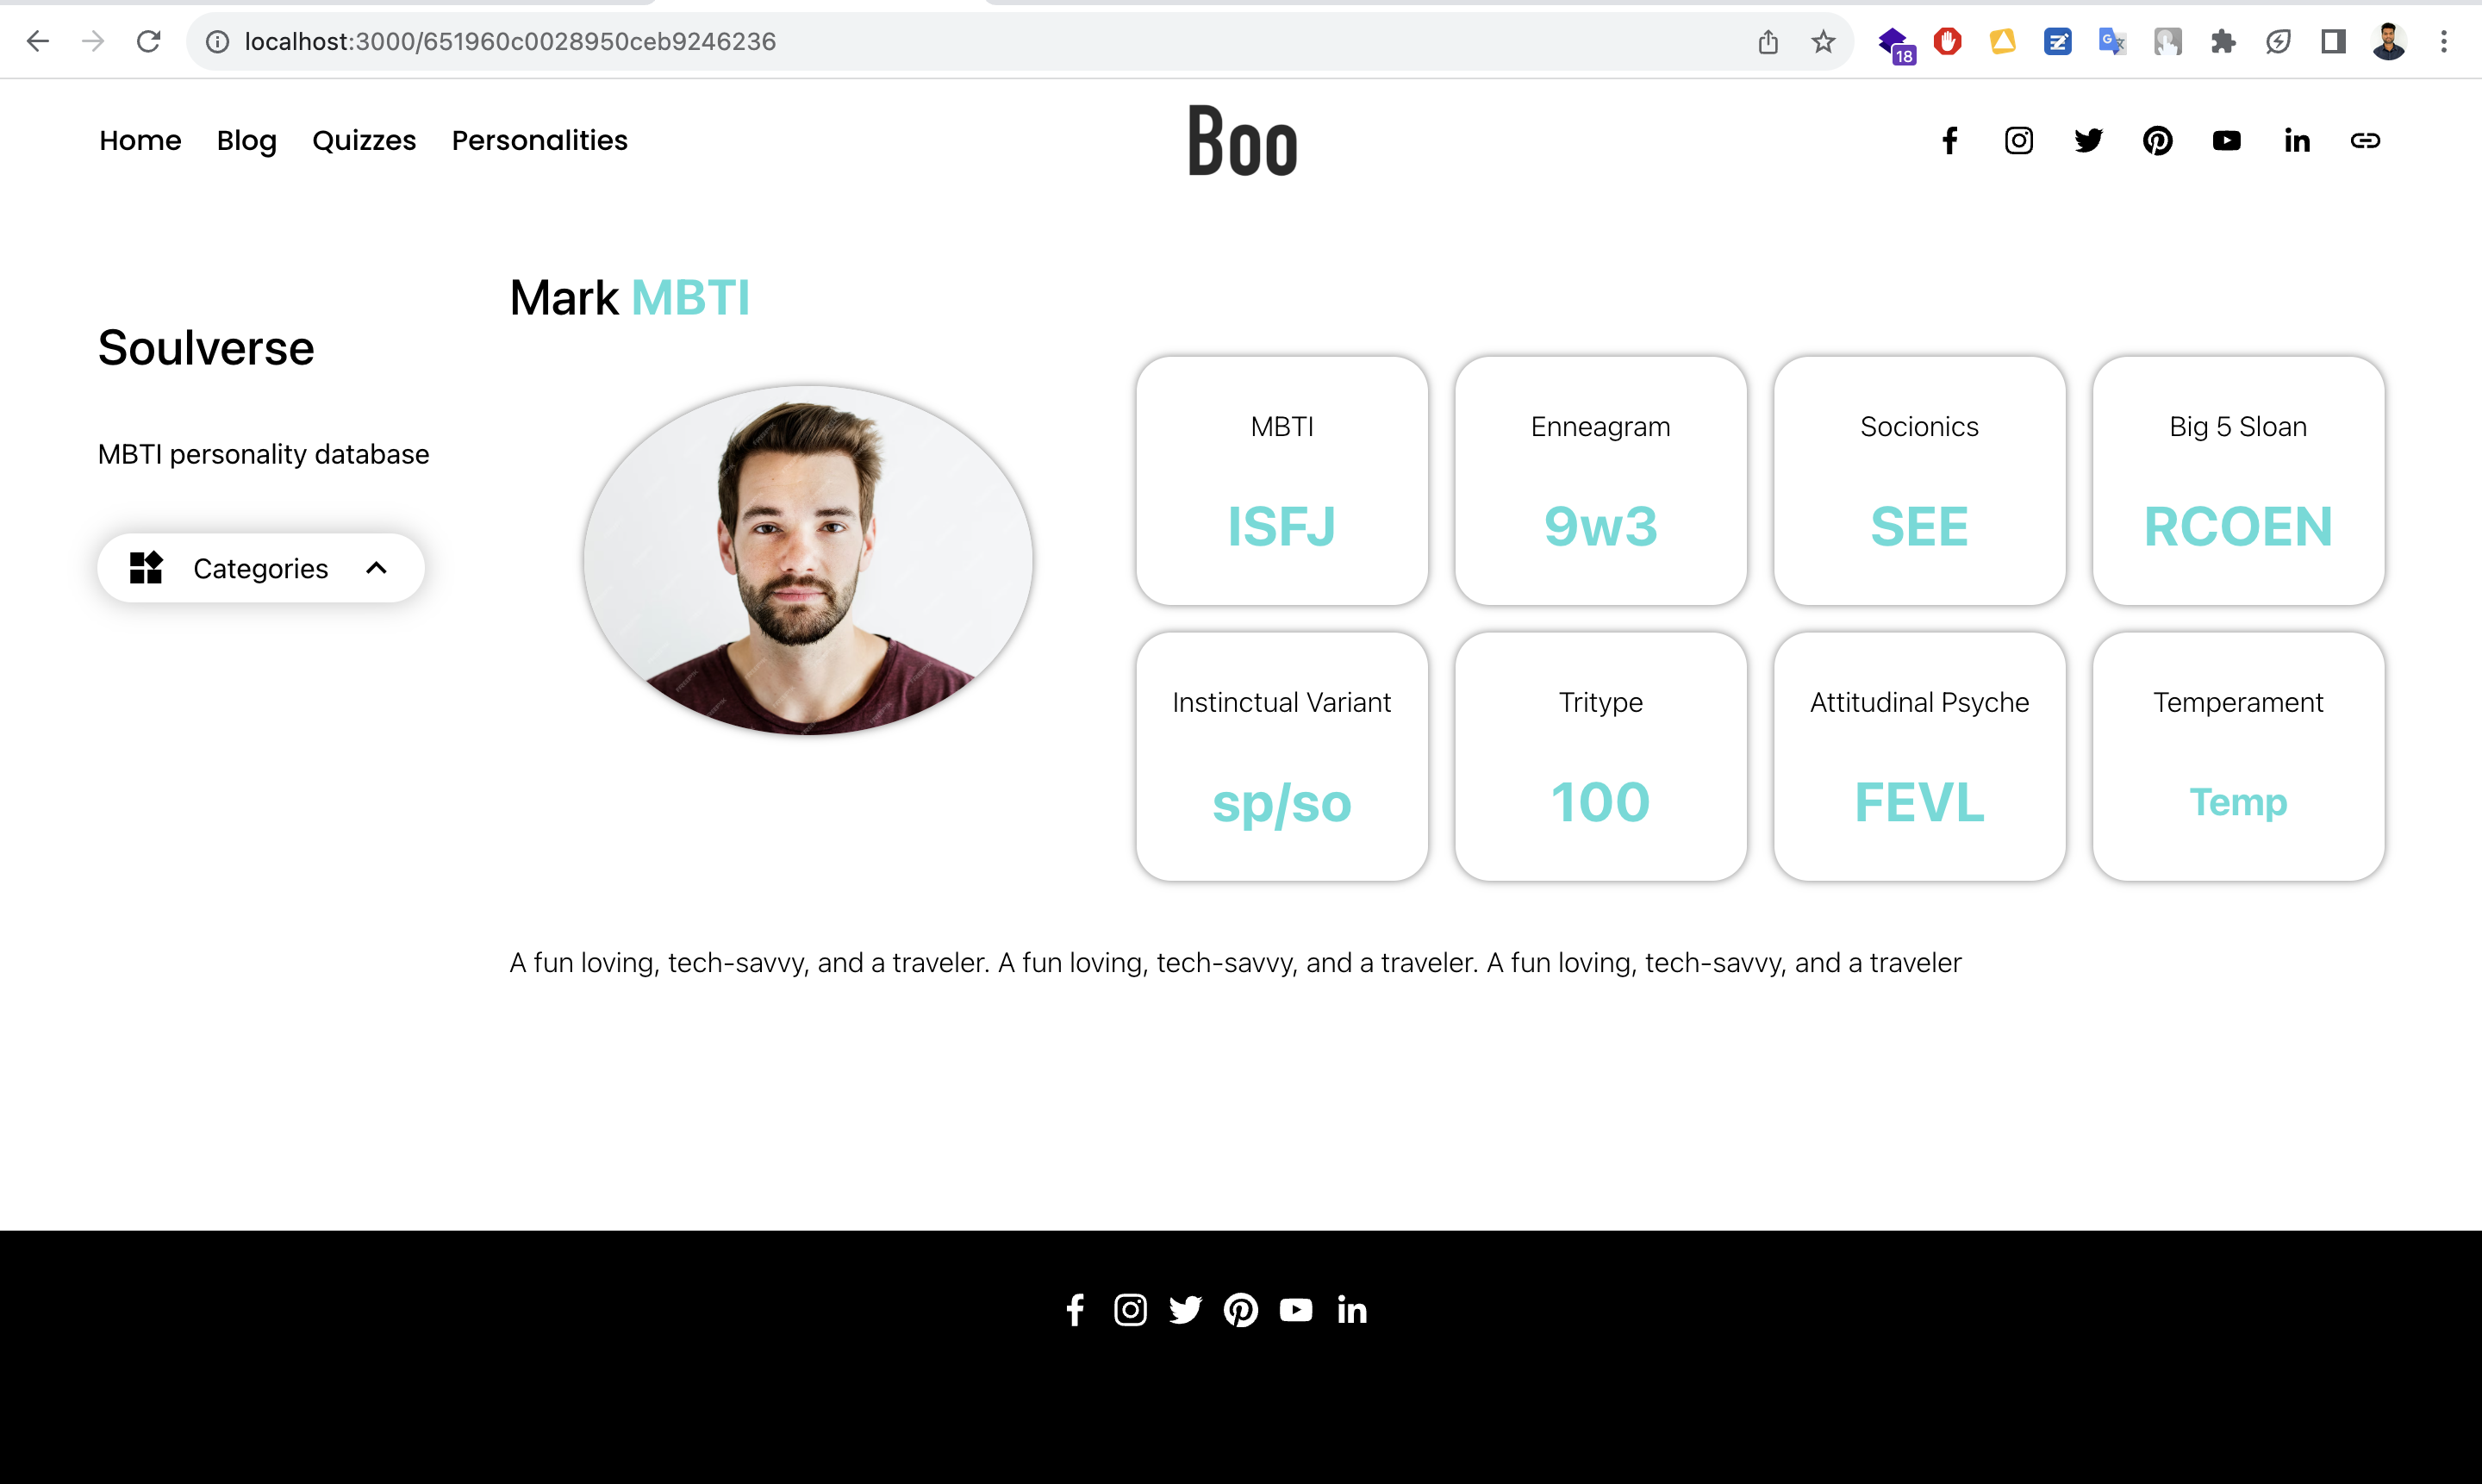 localhost:3000/651960c0028950ceb9246236
18
Home Blog Quizzes Personalities
Boo
Mark MBTI
Soulverse
MBTI personality database
Categories
MBTI
ISFJ
Enneagram
9w3
Socionics
SEE
Big 5 Sloan
RCOEN
Instinctual Variant
sp/so
Tritype
100
Attitudinal Psyche
FEVL
Temperament
Temp
A fun loving, tech-savvy, and a traveler. A fun loving, tech-savvy, and a traveler. A fun loving, tech-savvy, and a traveler